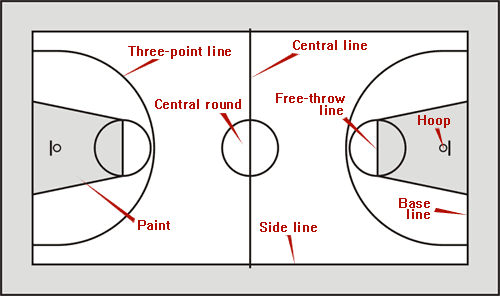 Three-point line
Central line
Central round
Free-throw
line
Hoop
Paint
Side line
Base
line